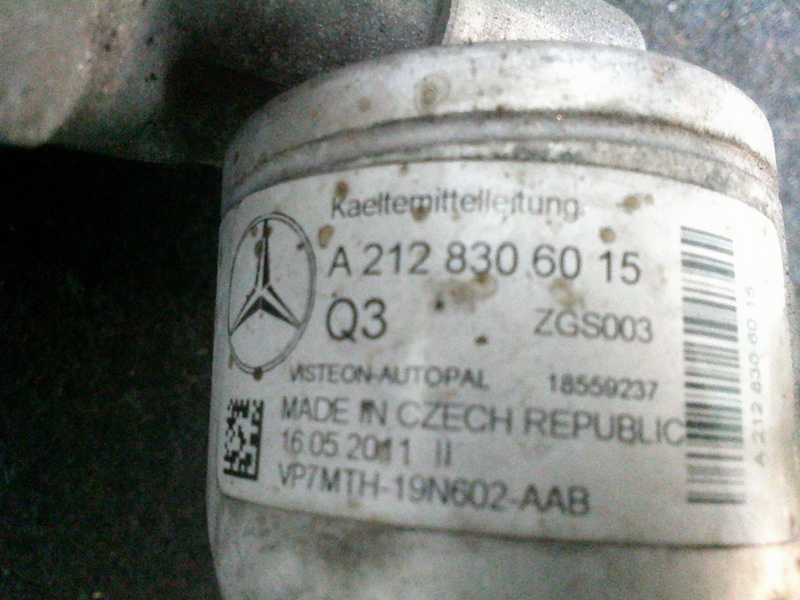 Kaeltemittelleitung
A 212 830 60 15
Q3 ZGS003
VISTEON-AUTOPAL 18559237
MADE IN CZECH REPUBLIC
16 05 2011 II
VP7MTH-19N602-AAB
A 212 830 60 15